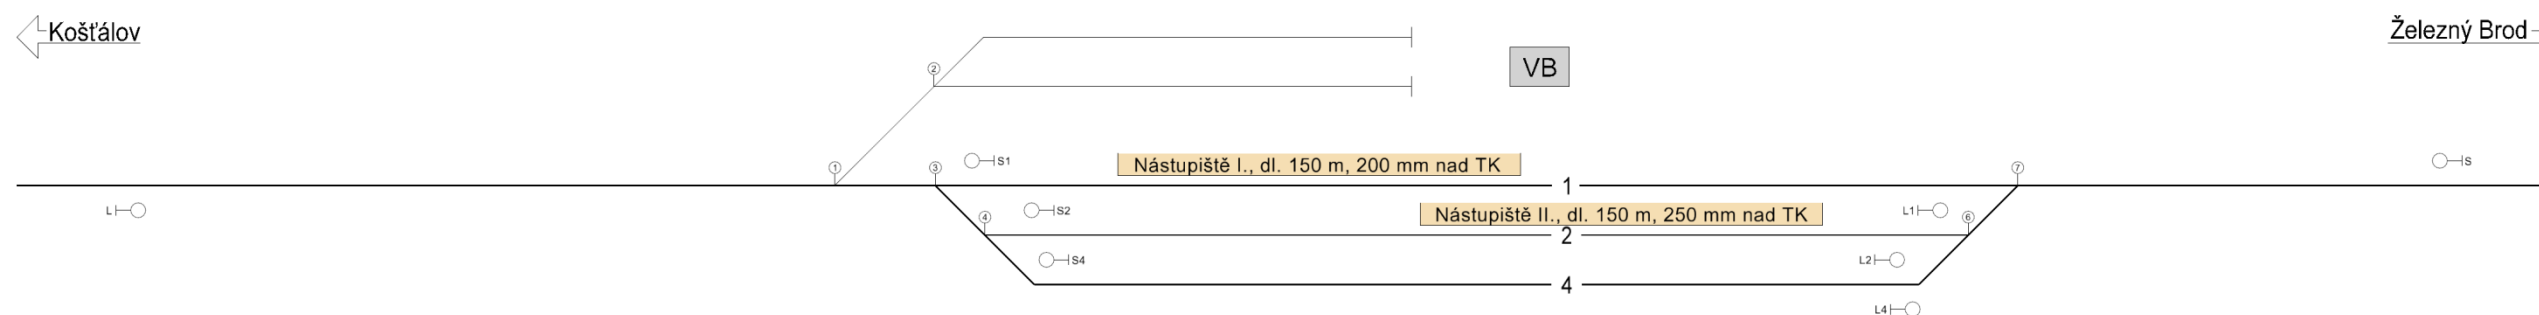 Košťálov
Železný Brod
VB
2
1
3
S1
Nástupiště I., dl. 150 m, 200 mm nad TK
7
S
1
L
S2
4
Nástupiště II., dl. 150 m, 250 mm nad TK
L1
6
2
S4
L2
4
L4